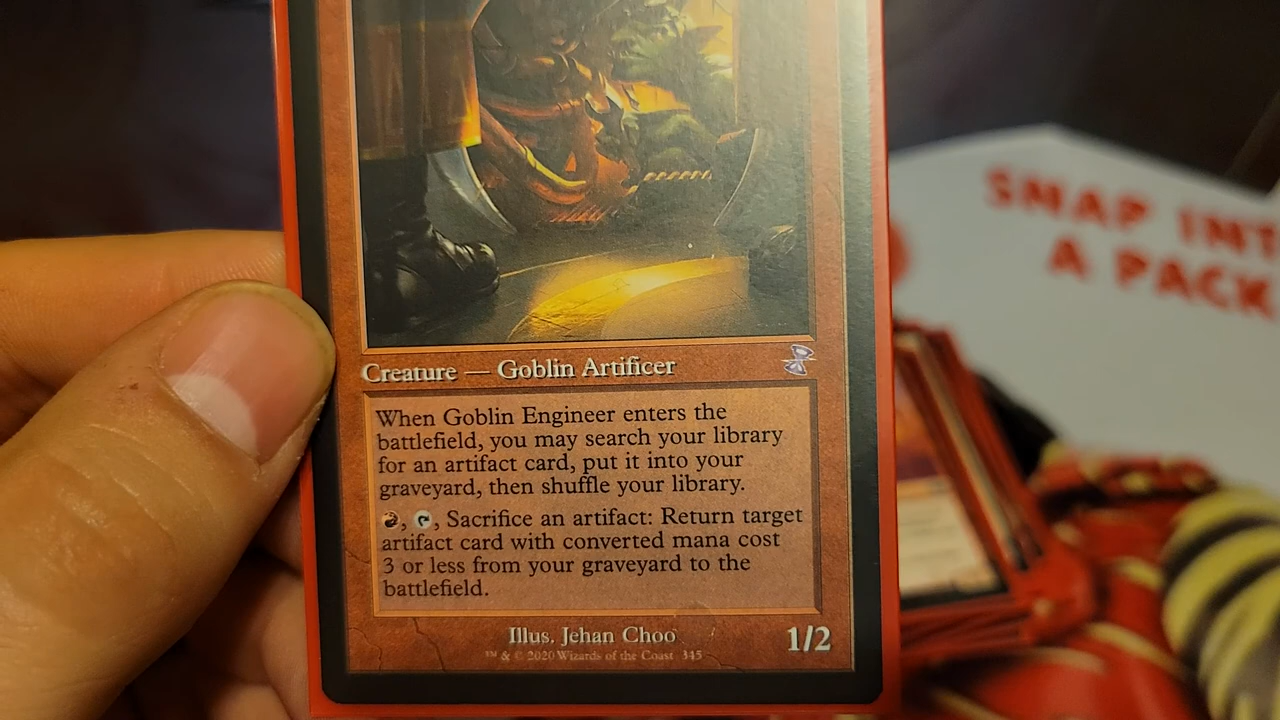 SNAP INT
A PACK
Creature — Goblin Artificer
When Goblin Engineer enters the
battlefield, you may search your library
for an artifact card, put it into your
graveyard, then shuffle your library.
, , Sacrifice an artifact: Return target
artifact card with converted mana cost
3 or less from your graveyard to the
battlefield.
Illus. Jehan Choo
1/2
™ & © 2020 Wizards of the Coast 345